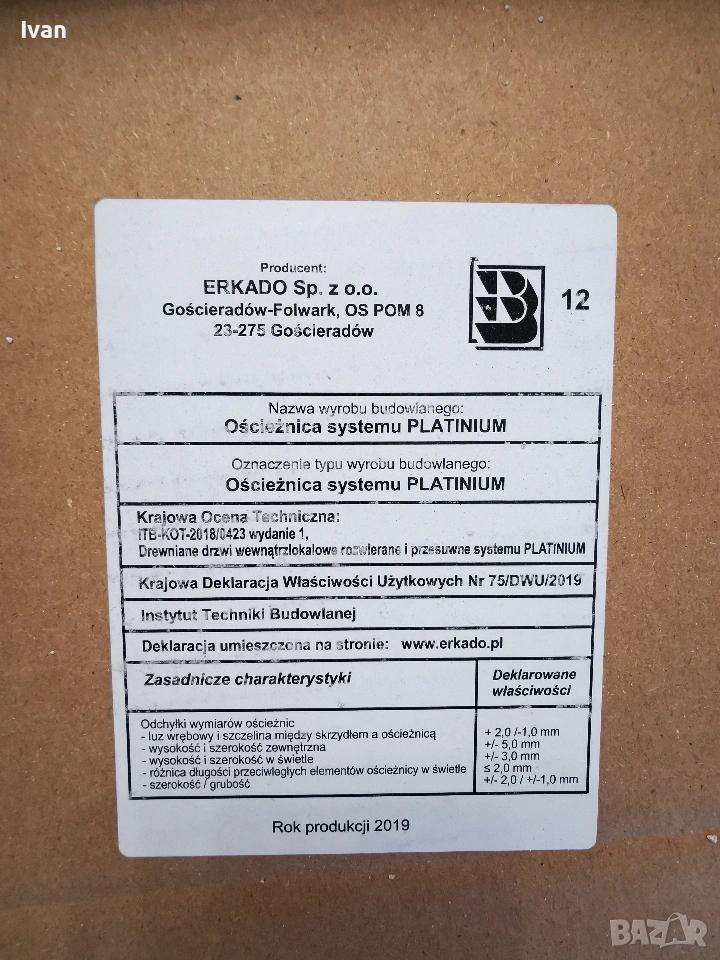 Ivan
Producent:
ERKADO Sp. z o.o.
Gościeradów-Folwark, OS POM 8
23-275 Gościeradów
B 12
Nazwa wyrobu budowlanego:
Ościeżnica systemu PLATINIUM
Oznaczenie typu wyrobu budowlanego:
Ościeżnica systemu PLATINIUM
Krajowa Ocena Techniczna:
ITB-KOT-2018/0423 wydanie 1,
Drewniane drzwi wewnątrzlokalowe rozwierane i przesuwne systemu PLATINIUM
Krajowa Deklaracja Właściwości Użytkowych Nr 75/DWU/2019
Instytut Techniki Budowlanej
Deklaracja umieszczona na stronie: www.erkado.pl
Zasadnicze charakterystyki
Deklarowane
właściwości
Odchyłki wymiarów ościeżnic
- luz wrębowy i szczelina między skrzydłem a ościeżnicą
- wysokość i szerokość zewnętrzna
- wysokość i szerokość w świetle
- różnica długości przeciwległych elementów ościeżnicy w świetle
- szerokość / grubość
+ 2,0 /-1,0 mm
+/- 5,0 mm
+/- 3,0 mm
≤ 2,0 mm
+/- 2,0 / +/-1,0 mm
Rok produkcji 2019
BAZAR